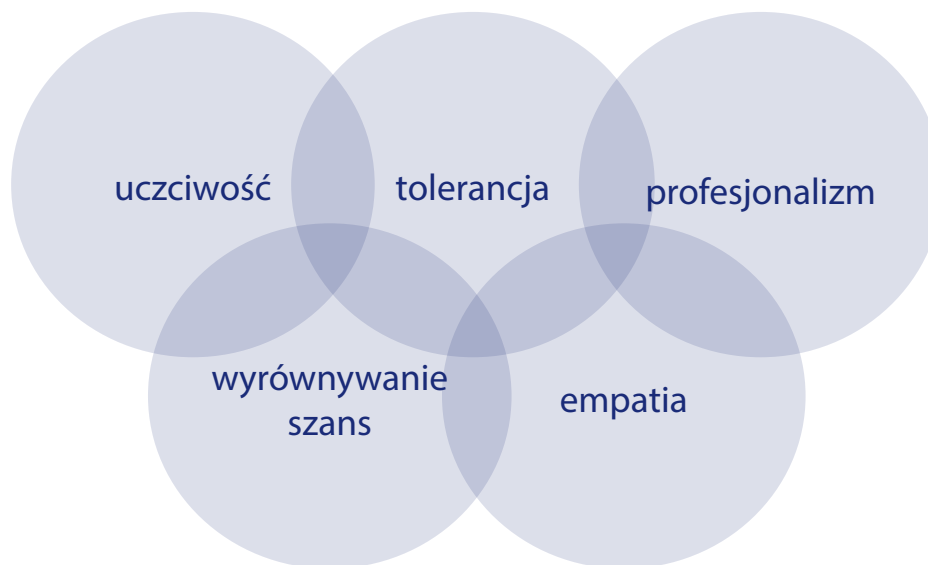 uczciwość
tolerancja
profesjonalizm
wyrównywanie
szans
empatia